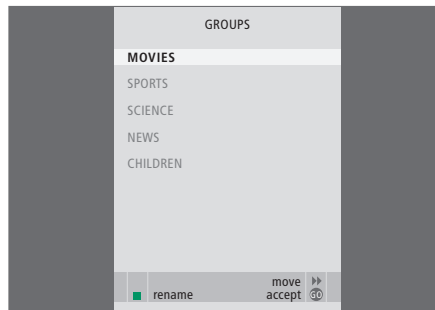 GROUPS
MOVIES
SPORTS
SCIENCE
NEWS
CHILDREN
move
rename accept GO